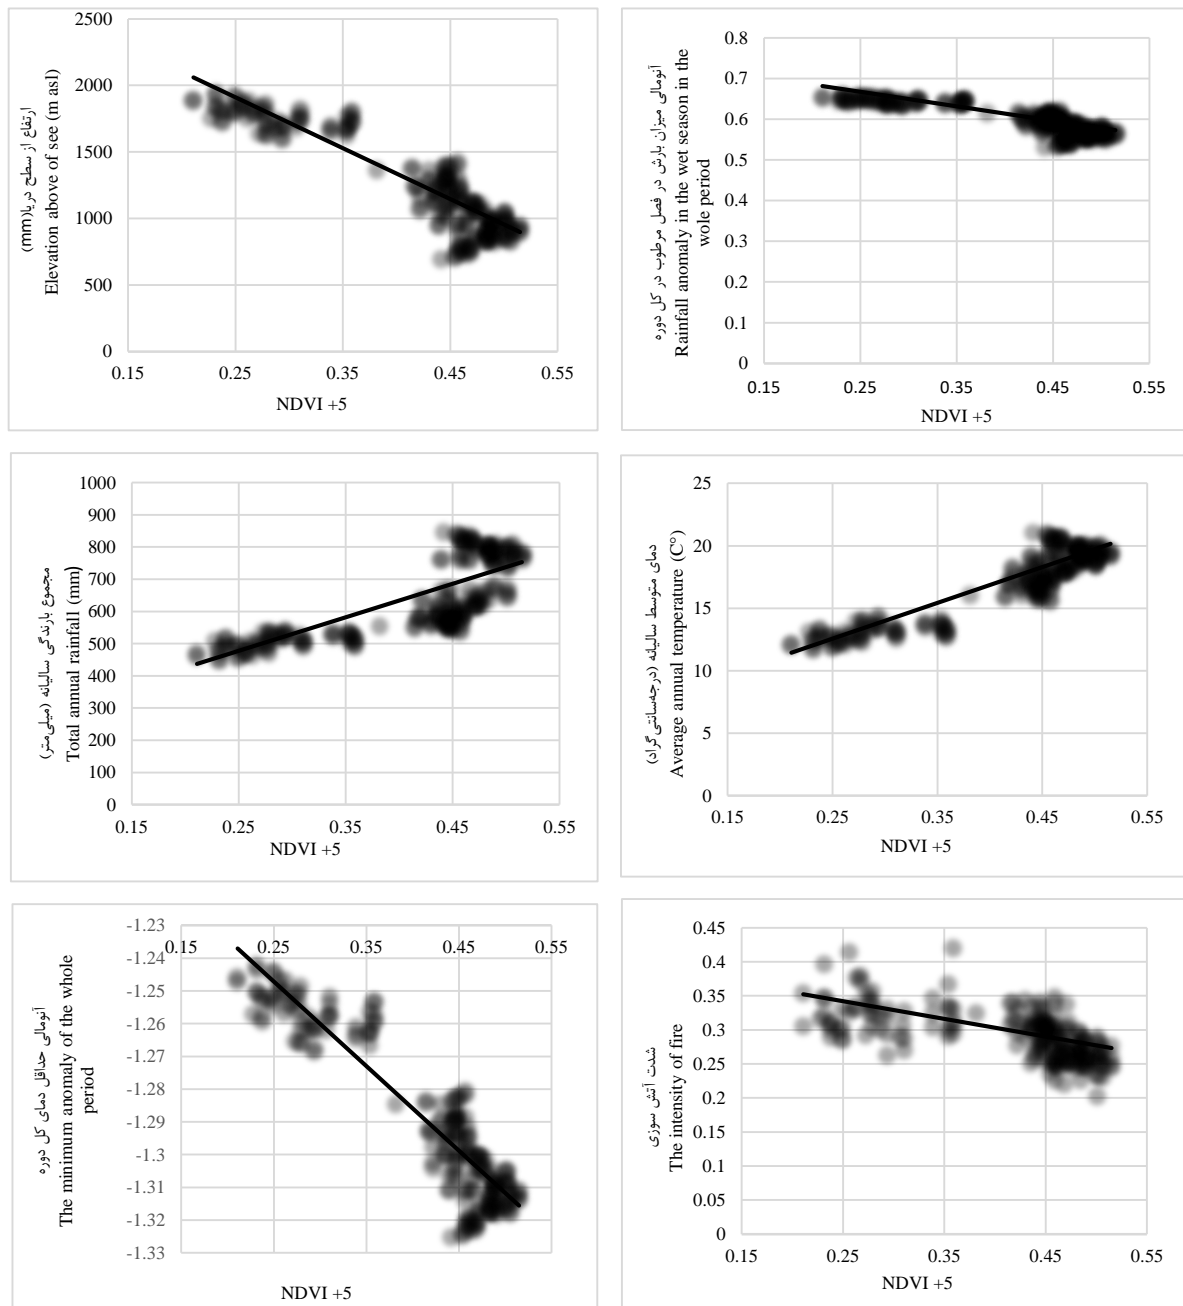 2500
2000
1500
1000
500
0
0.15 0.25 0.35 0.45 0.55
NDVI +5
ارتفاع از سطح دریا(mm)
Elevation above of see (m asl)
0.8
0.7
0.6
0.5
0.4
0.3
0.2
0.1
0
0.15 0.25 0.35 0.45 0.55
NDVI +5
آنومالی میزان بارش در فصل مرطوب در کل دوره
Rainfall anomaly in the wet season in the
wole period
1000
900
800
700
600
500
400
300
200
100
0
0.15 0.25 0.35 0.45 0.55
NDVI +5
مجموع بارندگی سالیانه (میلی‌متر)
Total annual rainfall (mm)
25
20
15
10
5
0
0.15 0.25 0.35 0.45 0.55
NDVI +5
دمای متوسط سالیانه (درجه‌سانتی‌گراد)
Average annual temperature (C°)
-1.23
-1.24
-1.25
-1.26
-1.27
-1.28
-1.29
-1.3
-1.31
-1.32
-1.33
0.15 0.25 0.35 0.45 0.55
NDVI +5
آنومالی حداقل دمای کل دوره
The minimum anomaly of the whole
period
0.45
0.4
0.35
0.3
0.25
0.2
0.15
0.1
0.05
0
0.15 0.25 0.35 0.45 0.55
NDVI +5
شدت آتش سوزی
The intensity of fire